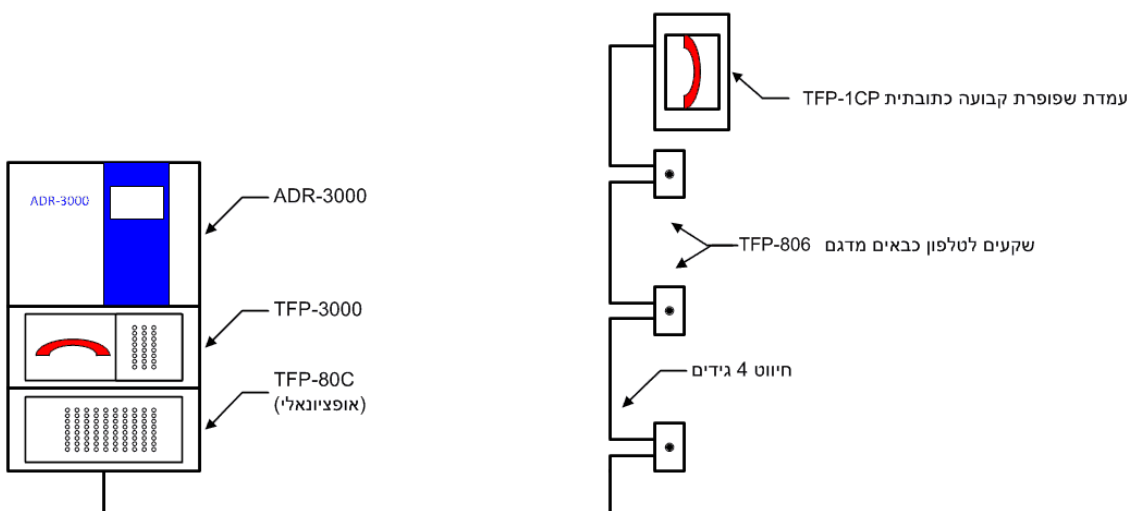 עמדת שפופרת קבועה כתובתית TFP-1CP
ADR-3000
ADR-3000
שקעים לטלפון כבאים מדגם TFP-806
TFP-3000
חיווט 4 גידים
TFP-80C
(אופציונאלי)